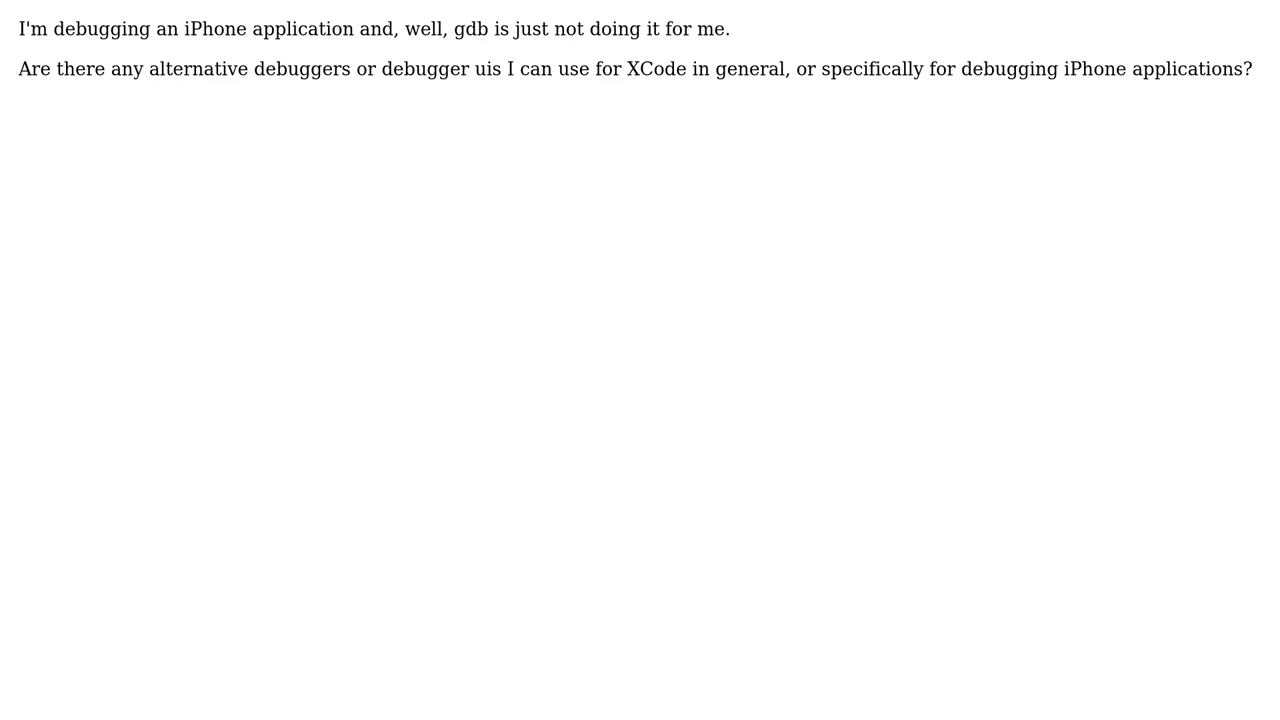 I'm debugging an iPhone application and, well, gdb is just not doing it for me.
Are there any alternative debuggers or debugger uis I can use for XCode in general, or specifically for debugging iPhone applications?